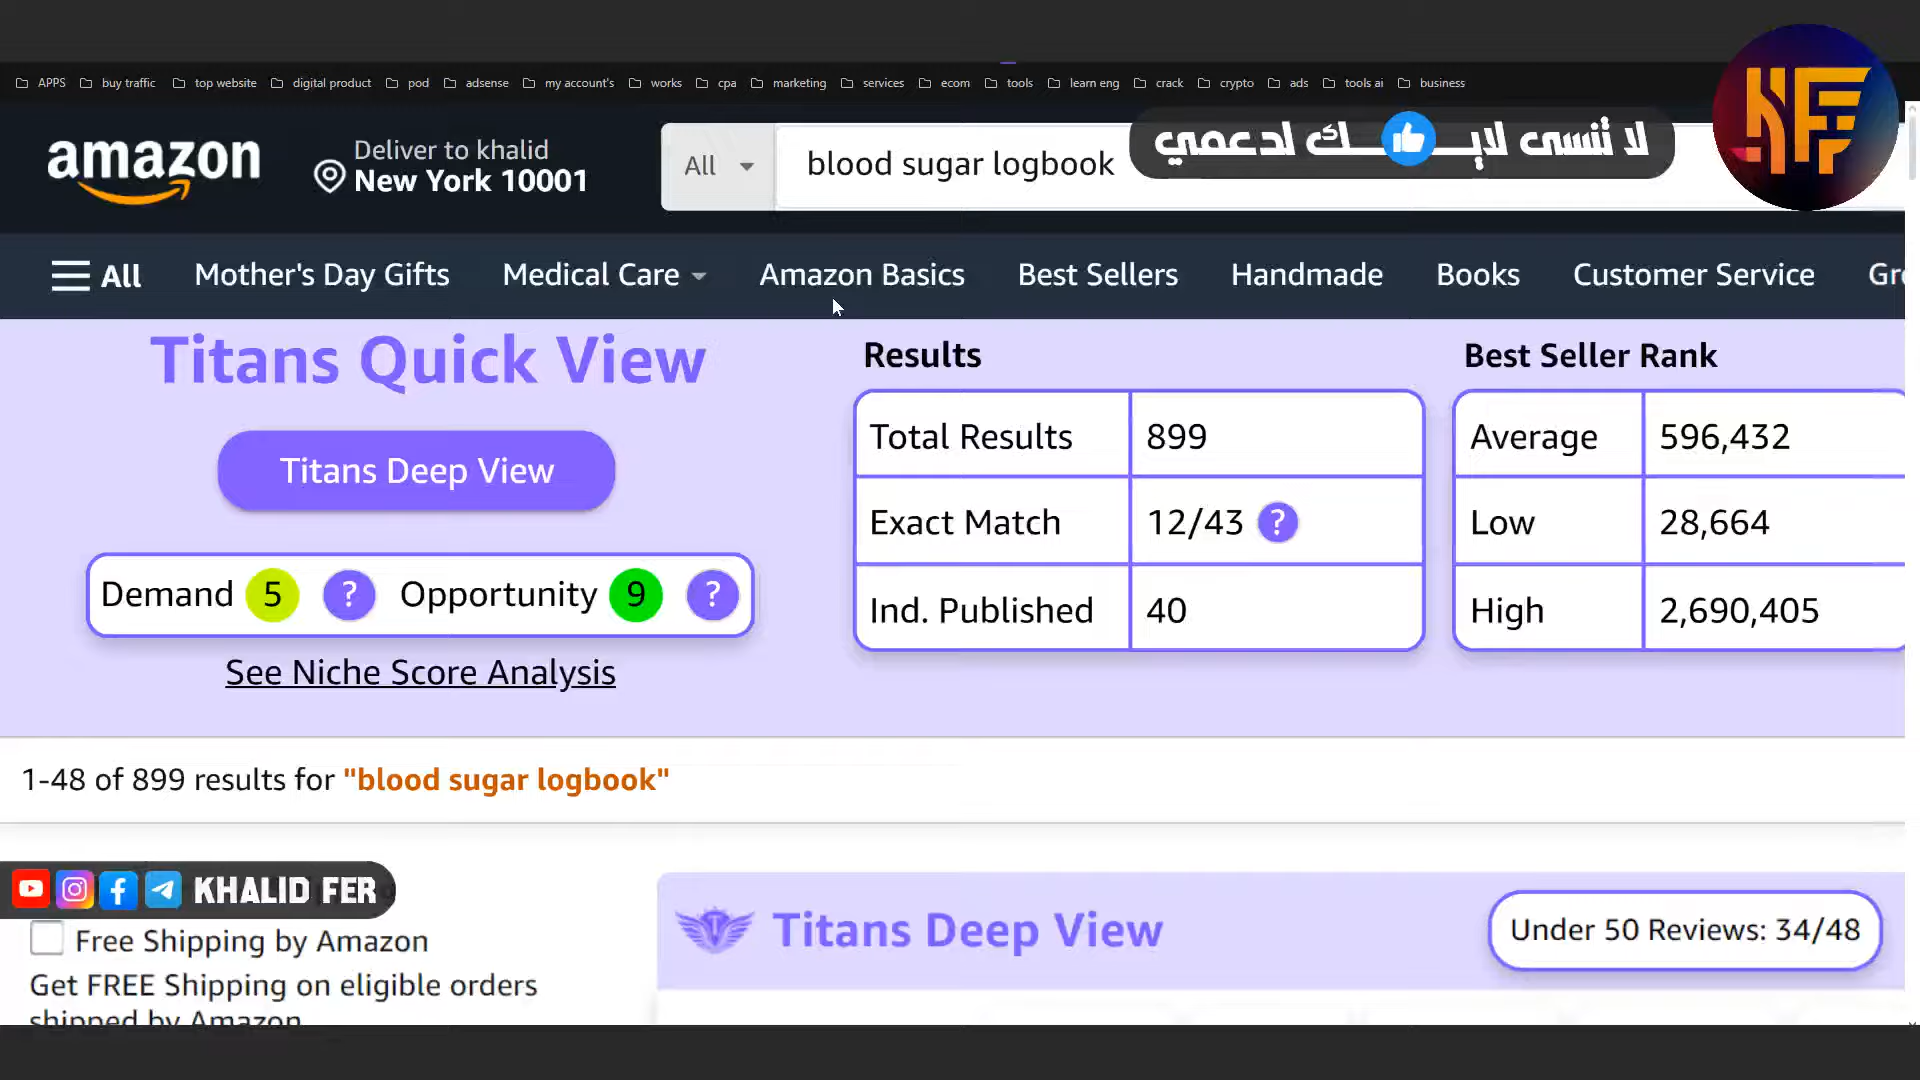 APPS buy traffic top website digital product pod adsense my account's works cpa marketing services ecom tools learn eng crack crypto ads tools ai business
amazon
Deliver to khalid
New York 10001
All
blood sugar logbook
لا تنسى لايــــك ادعمي
All Mother's Day Gifts Medical Care Amazon Basics Best Sellers Handmade Books Customer Service
Titans Quick View
Titans Deep View
Demand 5 ? Opportunity 9 ?
See Niche Score Analysis
Results
Total Results 899
Exact Match 12/43 ?
Ind. Published 40
Best Seller Rank
Average 596,432
Low 28,664
High 2,690,405
1-48 of 899 results for "blood sugar logbook"
KHALID FER
Free Shipping by Amazon
Get FREE Shipping on eligible orders
shipped by Amazon
Titans Deep View
Under 50 Reviews: 34/48